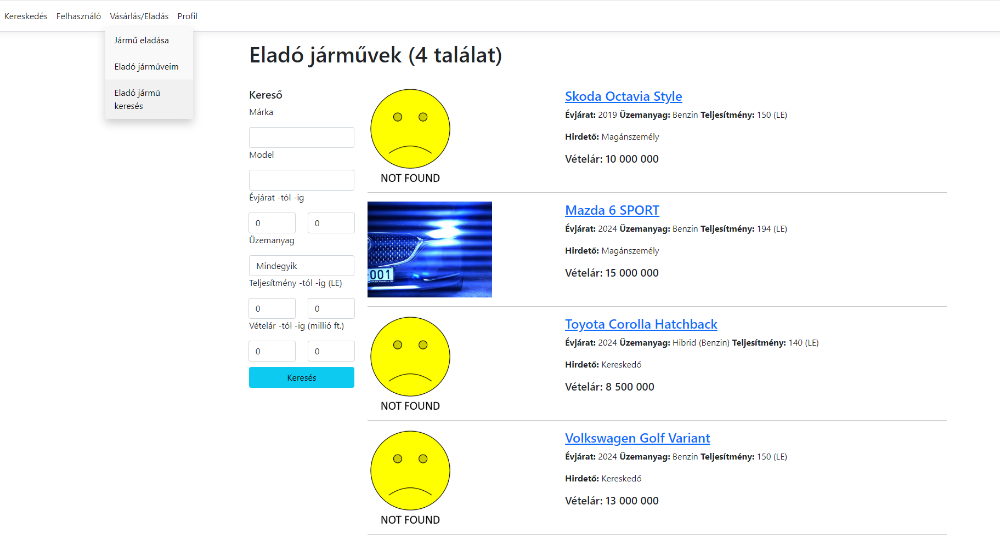 Kereskedés Felhasználó Vásárlás/Eladás Profil
Jármű eladása
Eladó járműveim
Eladó jármű
keresés
Eladó járművek (4 találat)
Kereső
Márka
Model
Évjárat -tól -ig
0 0
Üzemanyag
Mindegyik
Teljesítmény -tól -ig (LE)
0 0
Vételár -tól -ig (millió ft.)
0 0
Keresés
NOT FOUND
Skoda Octavia Style
Évjárat: 2019 Üzemanyag: Benzin Teljesítmény: 150 (LE)
Hirdető: Magánszemély
Vételár: 10 000 000
001
Mazda 6 SPORT
Évjárat: 2024 Üzemanyag: Benzin Teljesítmény: 194 (LE)
Hirdető: Magánszemély
Vételár: 15 000 000
NOT FOUND
Toyota Corolla Hatchback
Évjárat: 2024 Üzemanyag: Hibrid (Benzin) Teljesítmény: 140 (LE)
Hirdető: Kereskedő
Vételár: 8 500 000
NOT FOUND
Volkswagen Golf Variant
Évjárat: 2024 Üzemanyag: Benzin Teljesítmény: 150 (LE)
Hirdető: Kereskedő
Vételár: 13 000 000